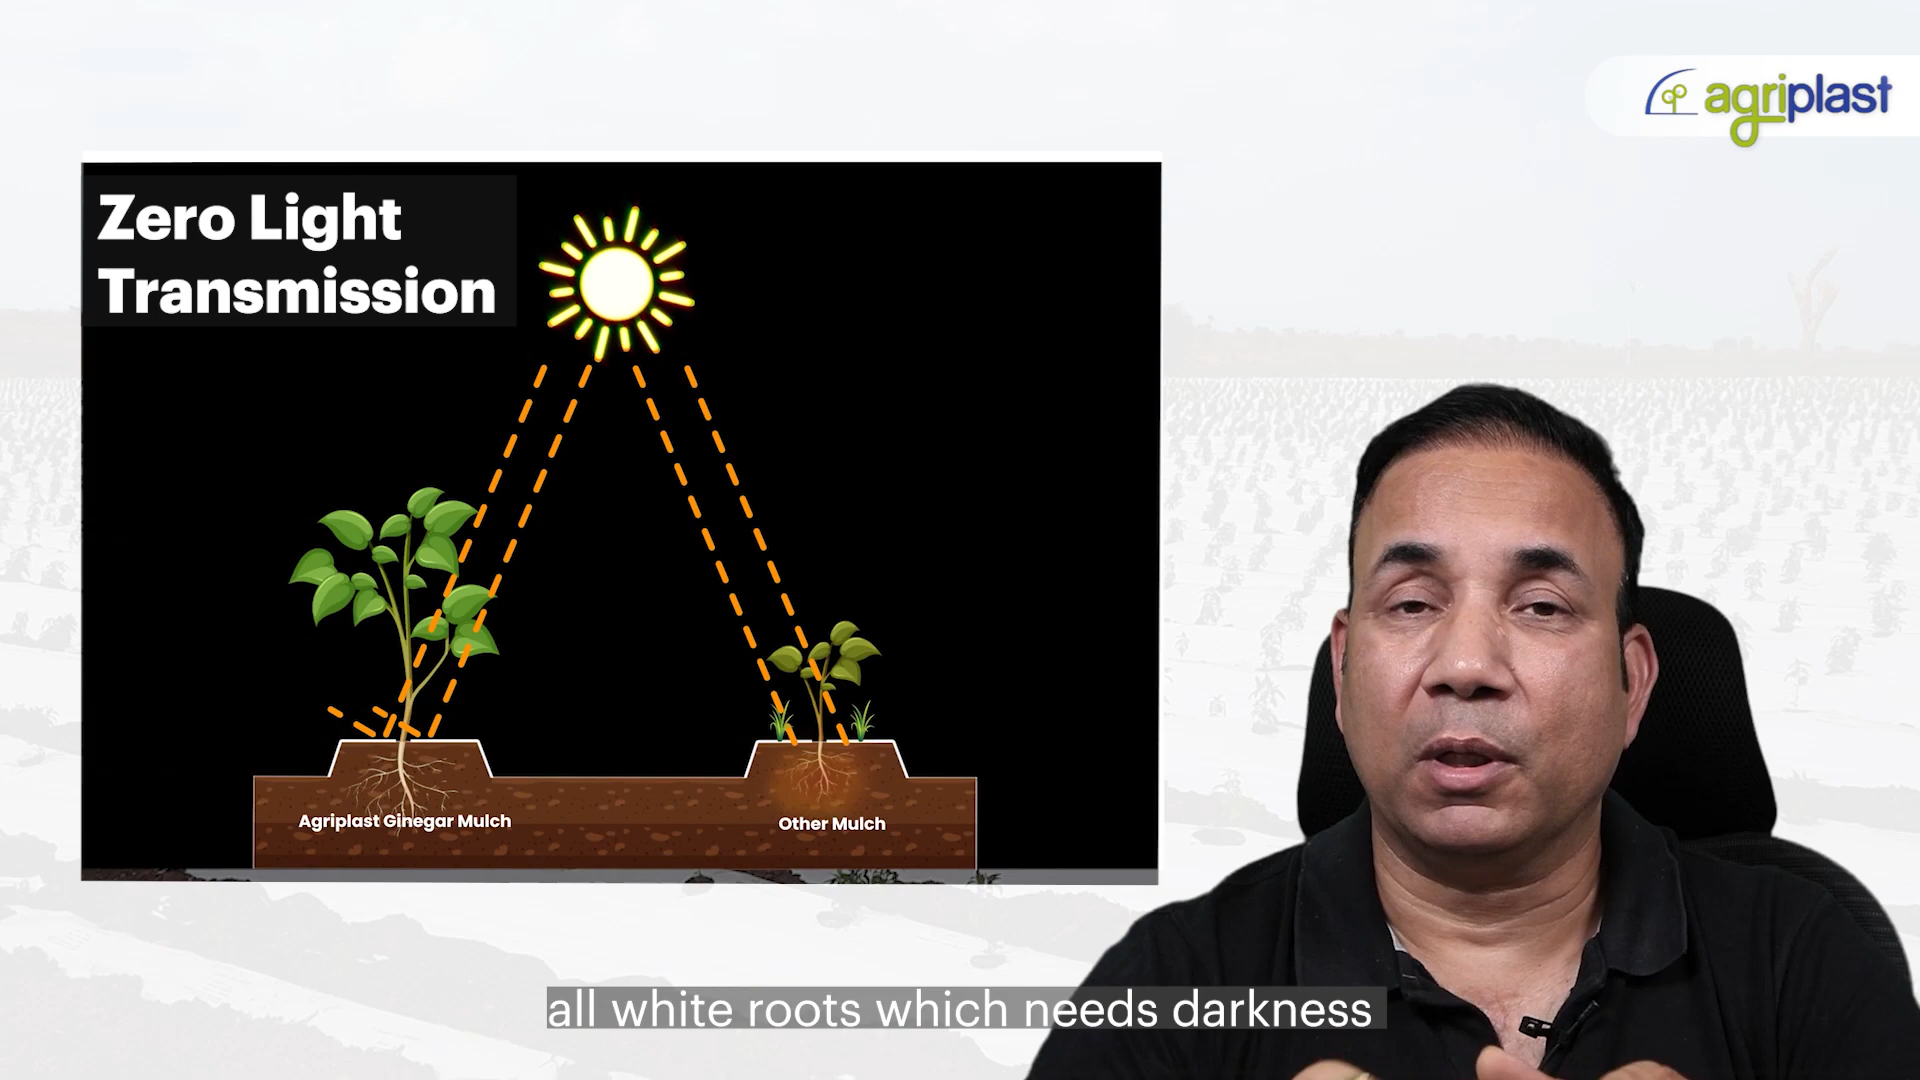 agriplast
Zero Light
Transmission
Agriplast Ginegar Mulch
Other Mulch
all white roots which needs darkness